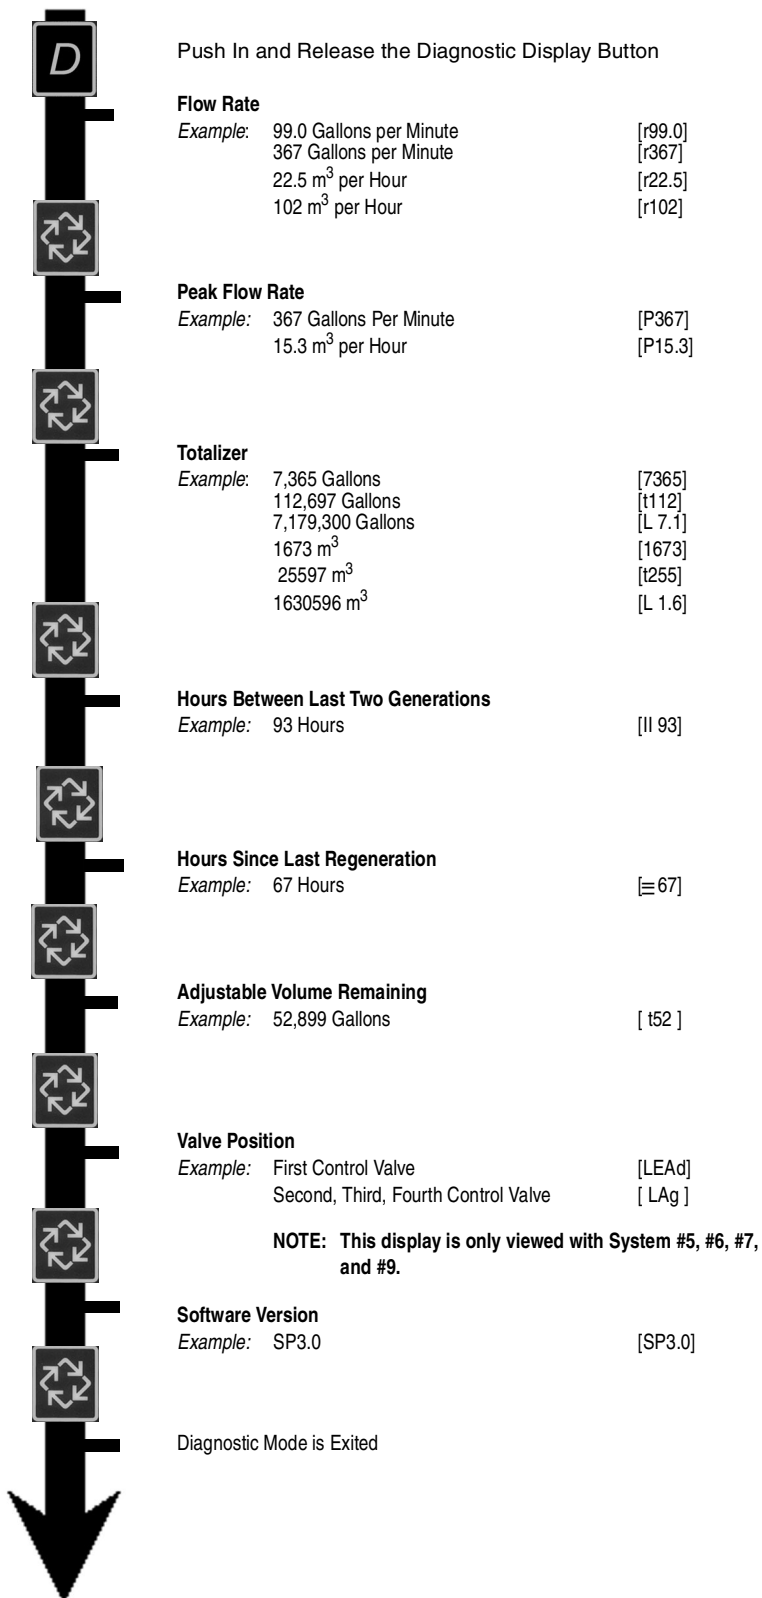 D
Push In and Release the Diagnostic Display Button
Flow Rate
Example: 99.0 Gallons per Minute [r99.0]
367 Gallons per Minute [r367]
22.5 m³ per Hour [r22.5]
102 m³ per Hour [r102]
Peak Flow Rate
Example: 367 Gallons Per Minute [P367]
15.3 m³ per Hour [P15.3]
Totalizer
Example: 7,365 Gallons [7365]
112,697 Gallons [t112]
7,179,300 Gallons [L 7.1]
1673 m³ [1673]
25597 m³ [t255]
1630596 m³ [L 1.6]
Hours Between Last Two Generations
Example: 93 Hours [II 93]
Hours Since Last Regeneration
Example: 67 Hours [≡67]
Adjustable Volume Remaining
Example: 52,899 Gallons [ t52 ]
Valve Position
Example: First Control Valve [LEAd]
Second, Third, Fourth Control Valve [ LAg ]
NOTE: This display is only viewed with System #5, #6, #7,
and #9.
Software Version
Example: SP3.0 [SP3.0]
Diagnostic Mode is Exited